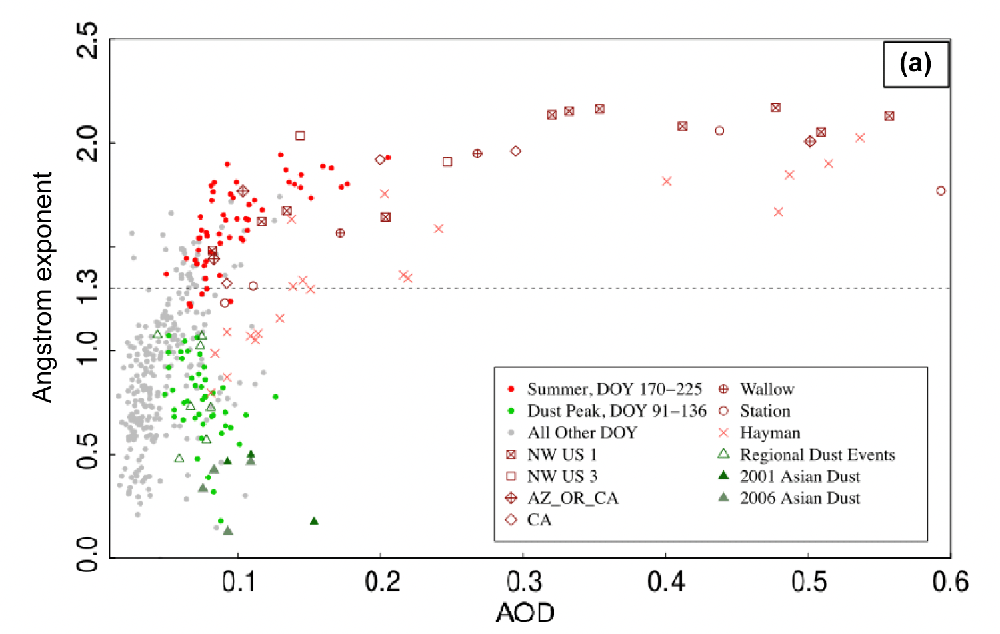 (a)
Angstrom exponent
2.5
2.0
1.3
1.0
0.5
0.0
Summer, DOY 170−225
Dust Peak, DOY 91−136
All Other DOY
NW US 1
NW US 3
AZ_OR_CA
CA
Wallow
Station
Hayman
Regional Dust Events
2001 Asian Dust
2006 Asian Dust
0.1 0.2 0.3 0.4 0.5 0.6
AOD